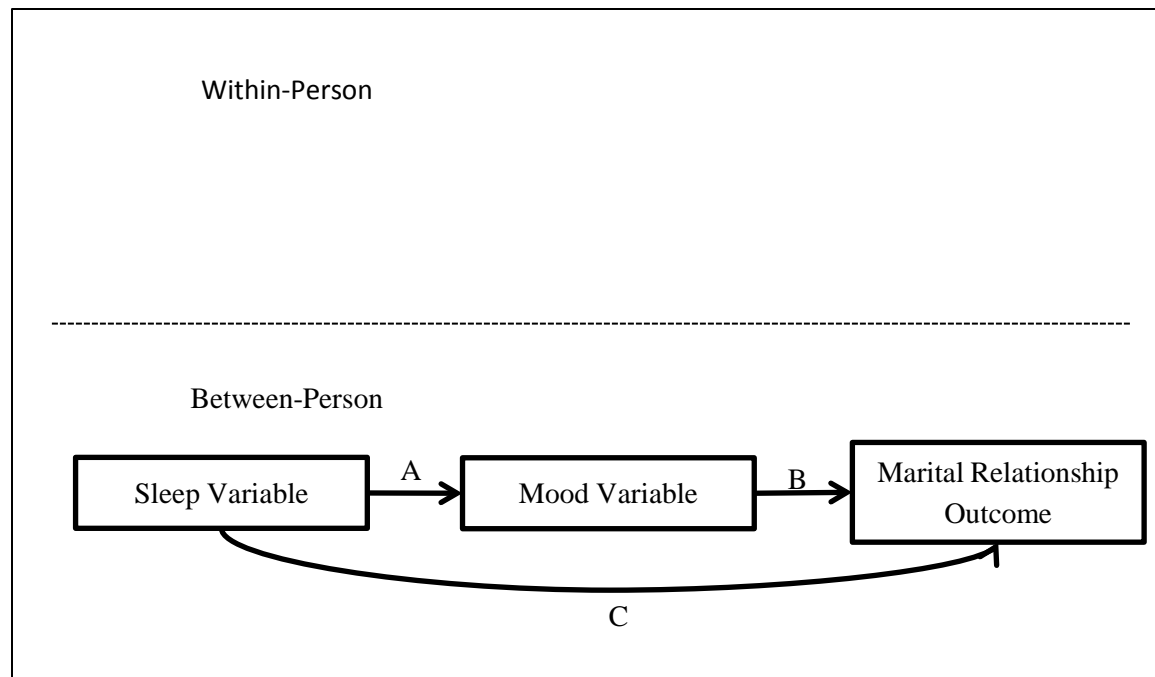 Within-Person
Between-Person
Sleep Variable
A
Mood Variable
B
Marital Relationship
Outcome
C